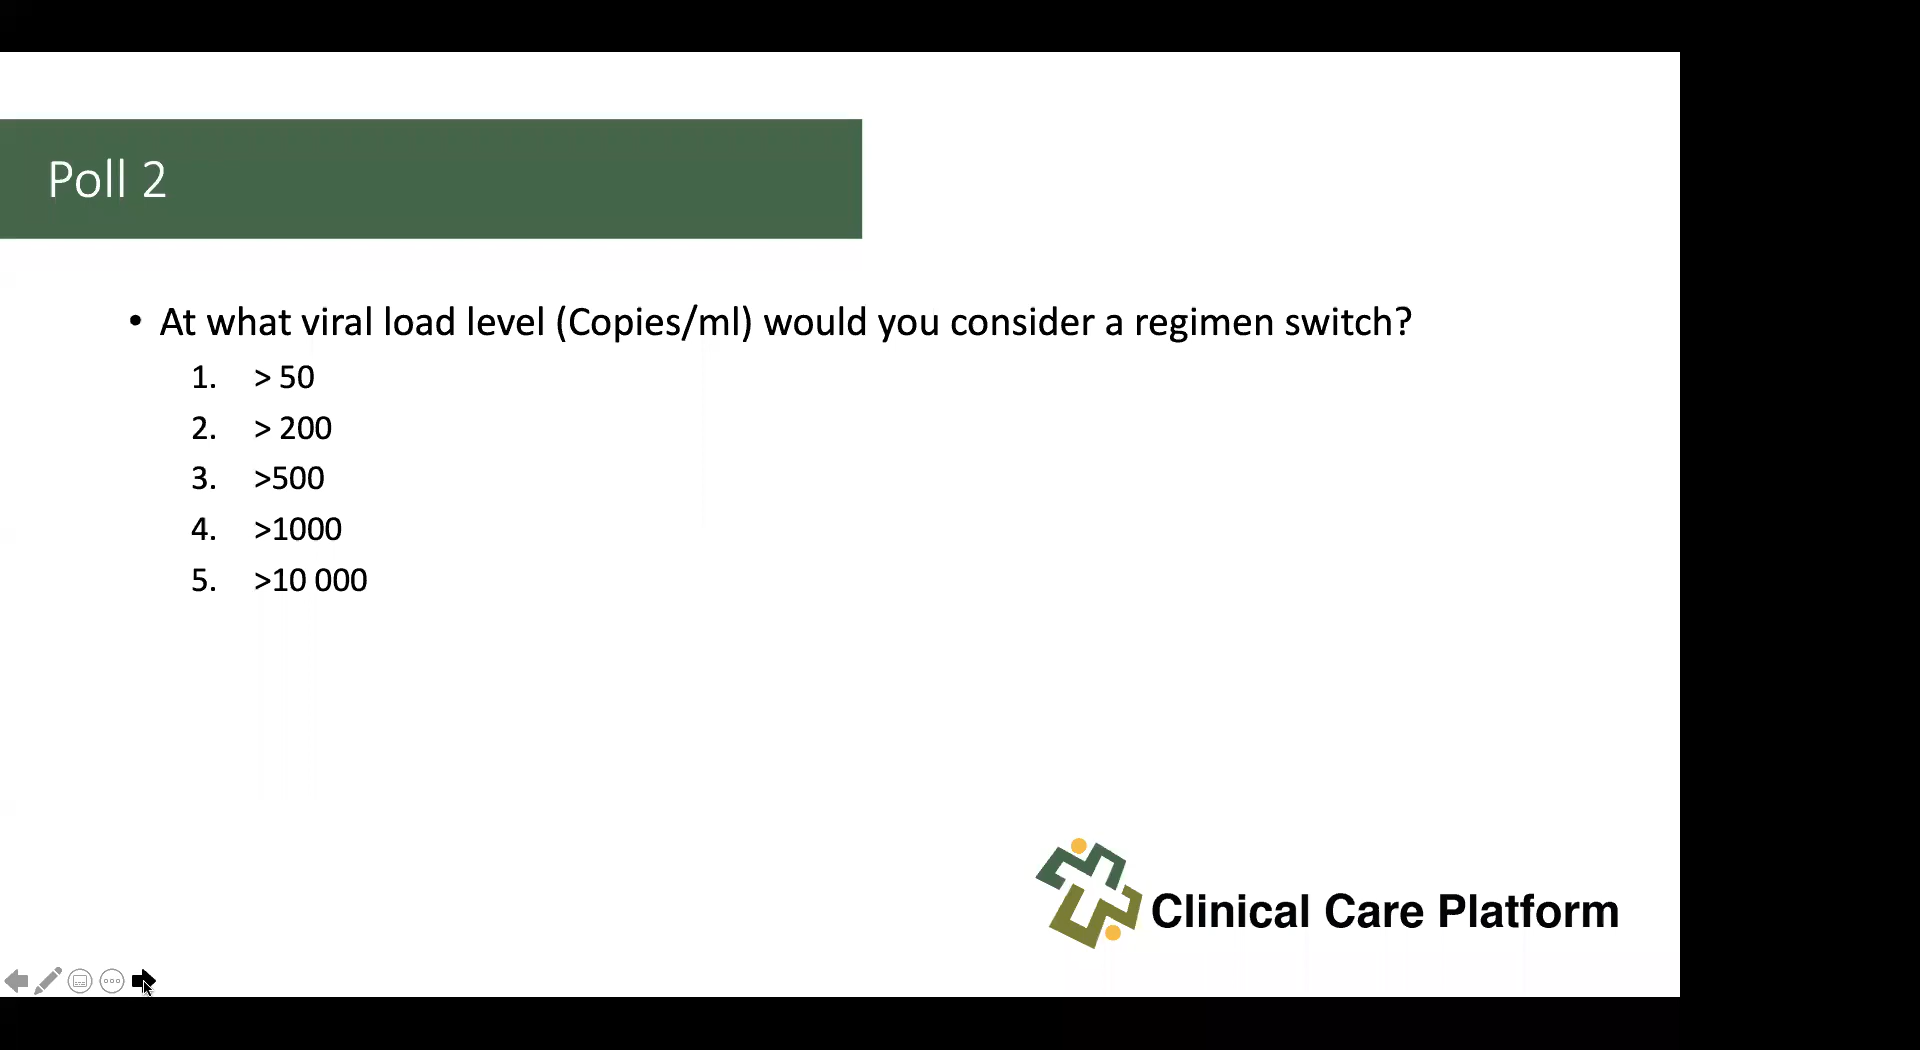 Poll 2
• At what viral load level (Copies/ml) would you consider a regimen switch?
1. > 50
2. > 200
3. >500
4. >1000
5. >10 000
Clinical Care Platform